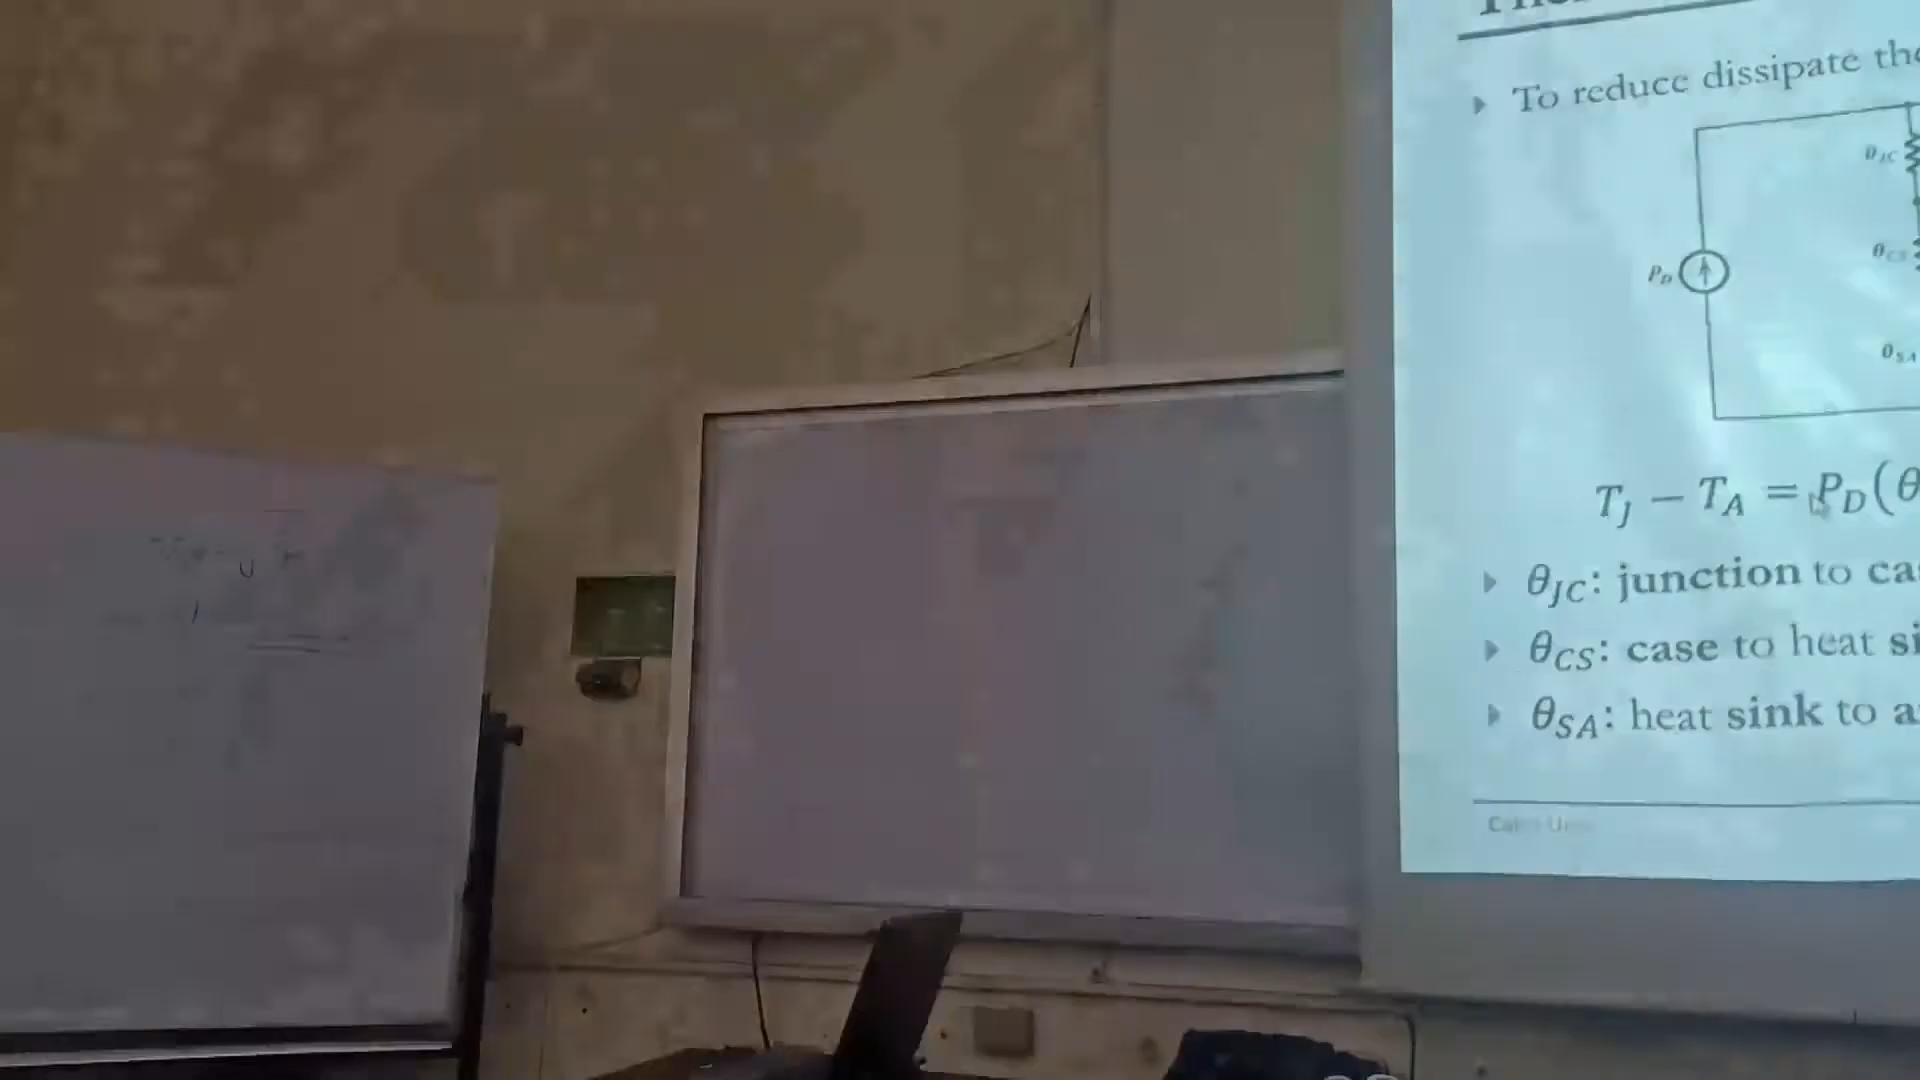 To reduce dissipate the
θJC
θCS
PD
θSA
TJ − TA = PD(θ
θJC: junction to ca
θCS: case to heat si
θSA: heat sink to a